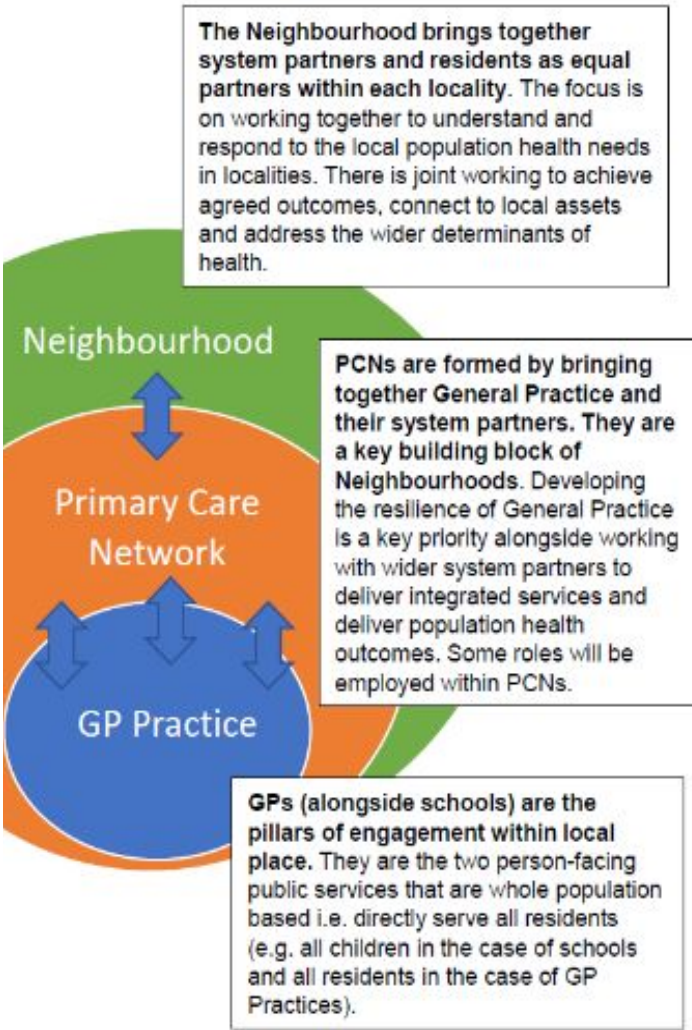 The Neighbourhood brings together
system partners and residents as equal
partners within each locality. The focus is
on working together to understand and
respond to the local population health needs
in localities. There is joint working to achieve
agreed outcomes, connect to local assets
and address the wider determinants of
health.
Neighbourhood
PCNs are formed by bringing
together General Practice and
their system partners. They are
a key building block of
Neighbourhoods. Developing
the resilience of General Practice
is a key priority alongside working
with wider system partners to
deliver integrated services and
deliver population health
outcomes. Some roles will be
employed within PCNs.
Primary Care
Network
GP Practice
GPs (alongside schools) are the
pillars of engagement within local
place. They are the two person-facing
public services that are whole population
based i.e. directly serve all residents
(e.g. all children in the case of schools
and all residents in the case of GP
Practices).